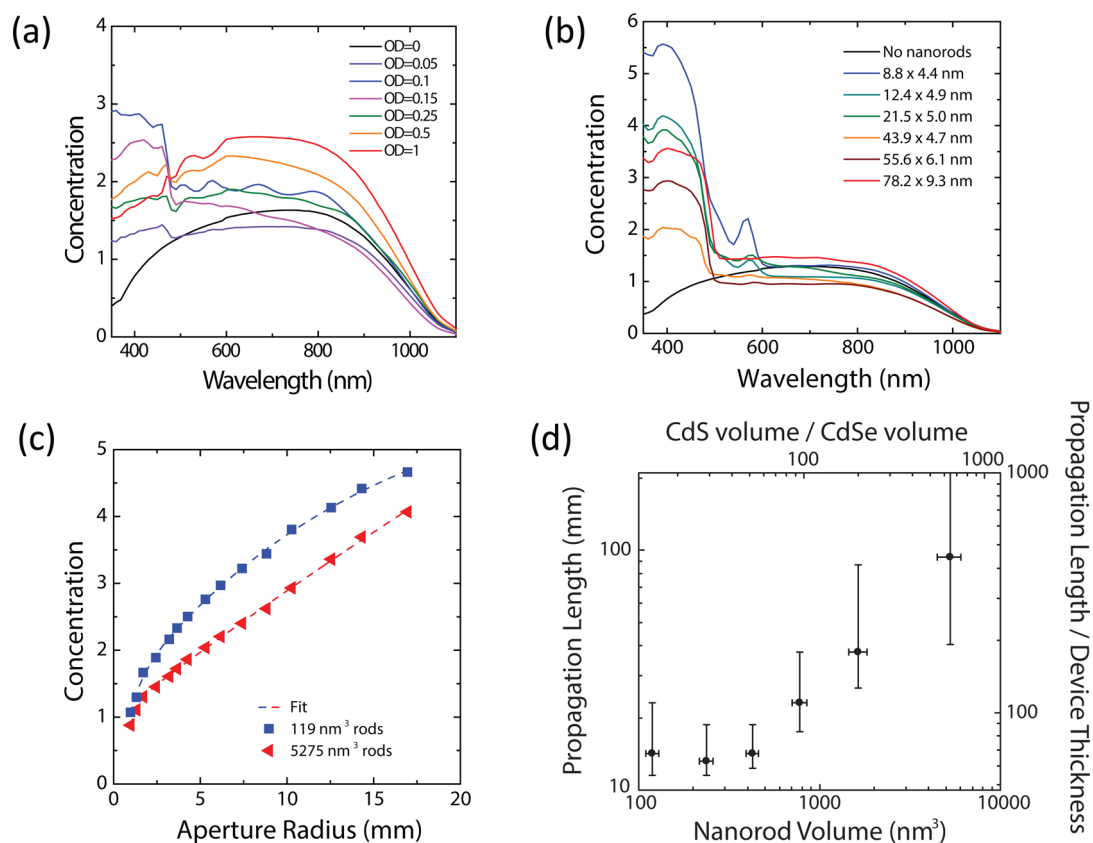 (a)
Concentration
4
3
2
1
0
OD=0
OD=0.05
OD=0.1
OD=0.15
OD=0.25
OD=0.5
OD=1
400 600 800 1000
Wavelength (nm)
(b)
Concentration
6
5
4
3
2
1
0
No nanorods
8.8 x 4.4 nm
12.4 x 4.9 nm
21.5 x 5.0 nm
43.9 x 4.7 nm
55.6 x 6.1 nm
78.2 x 9.3 nm
400 600 800 1000
Wavelength (nm)
(c)
Concentration
5
4
3
2
1
0
Fit
119 nm³ rods
5275 nm³ rods
0 5 10 15 20
Aperture Radius (mm)
(d)
CdS volume / CdSe volume
100 1000
Propagation Length (mm)
100
10
1000
100
Propagation Length / Device Thickness
100 1000 10000
Nanorod Volume (nm³)